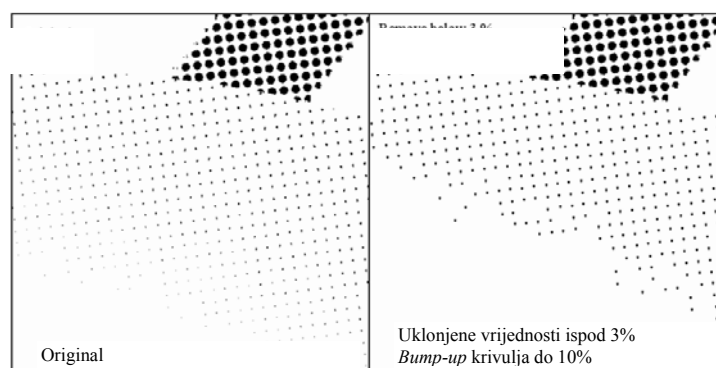 Original
Uklonjene vrijednosti ispod 3%
Bump-up krivulja do 10%